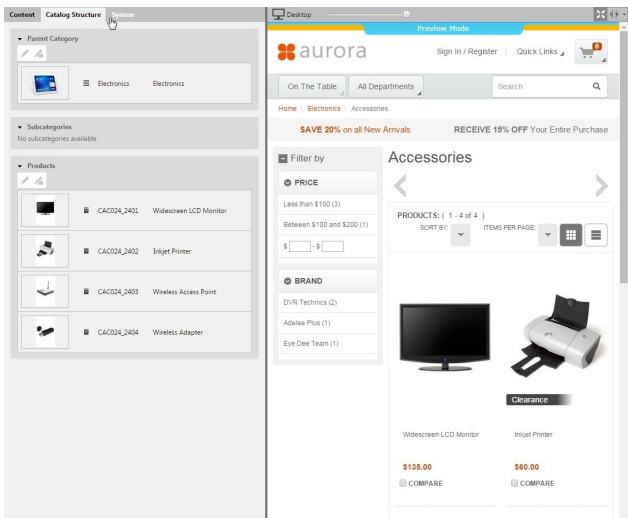 Content Catalog Structure System
Parent Category
Electronics Electronics
Subcategories
No subcategories available
Products
CAC024_2401 Widescreen LCD Monitor
CAC024_2402 Inkjet Printer
CAC024_2403 Wireless Access Point
CAC024_2404 Wireless Adapter
Desktop
Preview Mode
aurora
Sign In / Register | Quick Links
6
On The Table All Departments Search
Home \ Electronics \ Accessories
SAVE 20% on all New Arrivals RECEIVE 15% OFF Your Entire Purchase
Filter by
PRICE
Less than $100 (3)
Between $100 and $200 (1)
$ - $
BRAND
DVR Technics (2)
Adelee Plus (1)
Eye Dee Team (1)
Accessories
PRODUCTS: ( 1 - 4 of 4 )
SORT BY: ITEMS PER PAGE:
Clearance
Widescreen LCD Monitor Inkjet Printer
$135.00 $60.00
COMPARE COMPARE